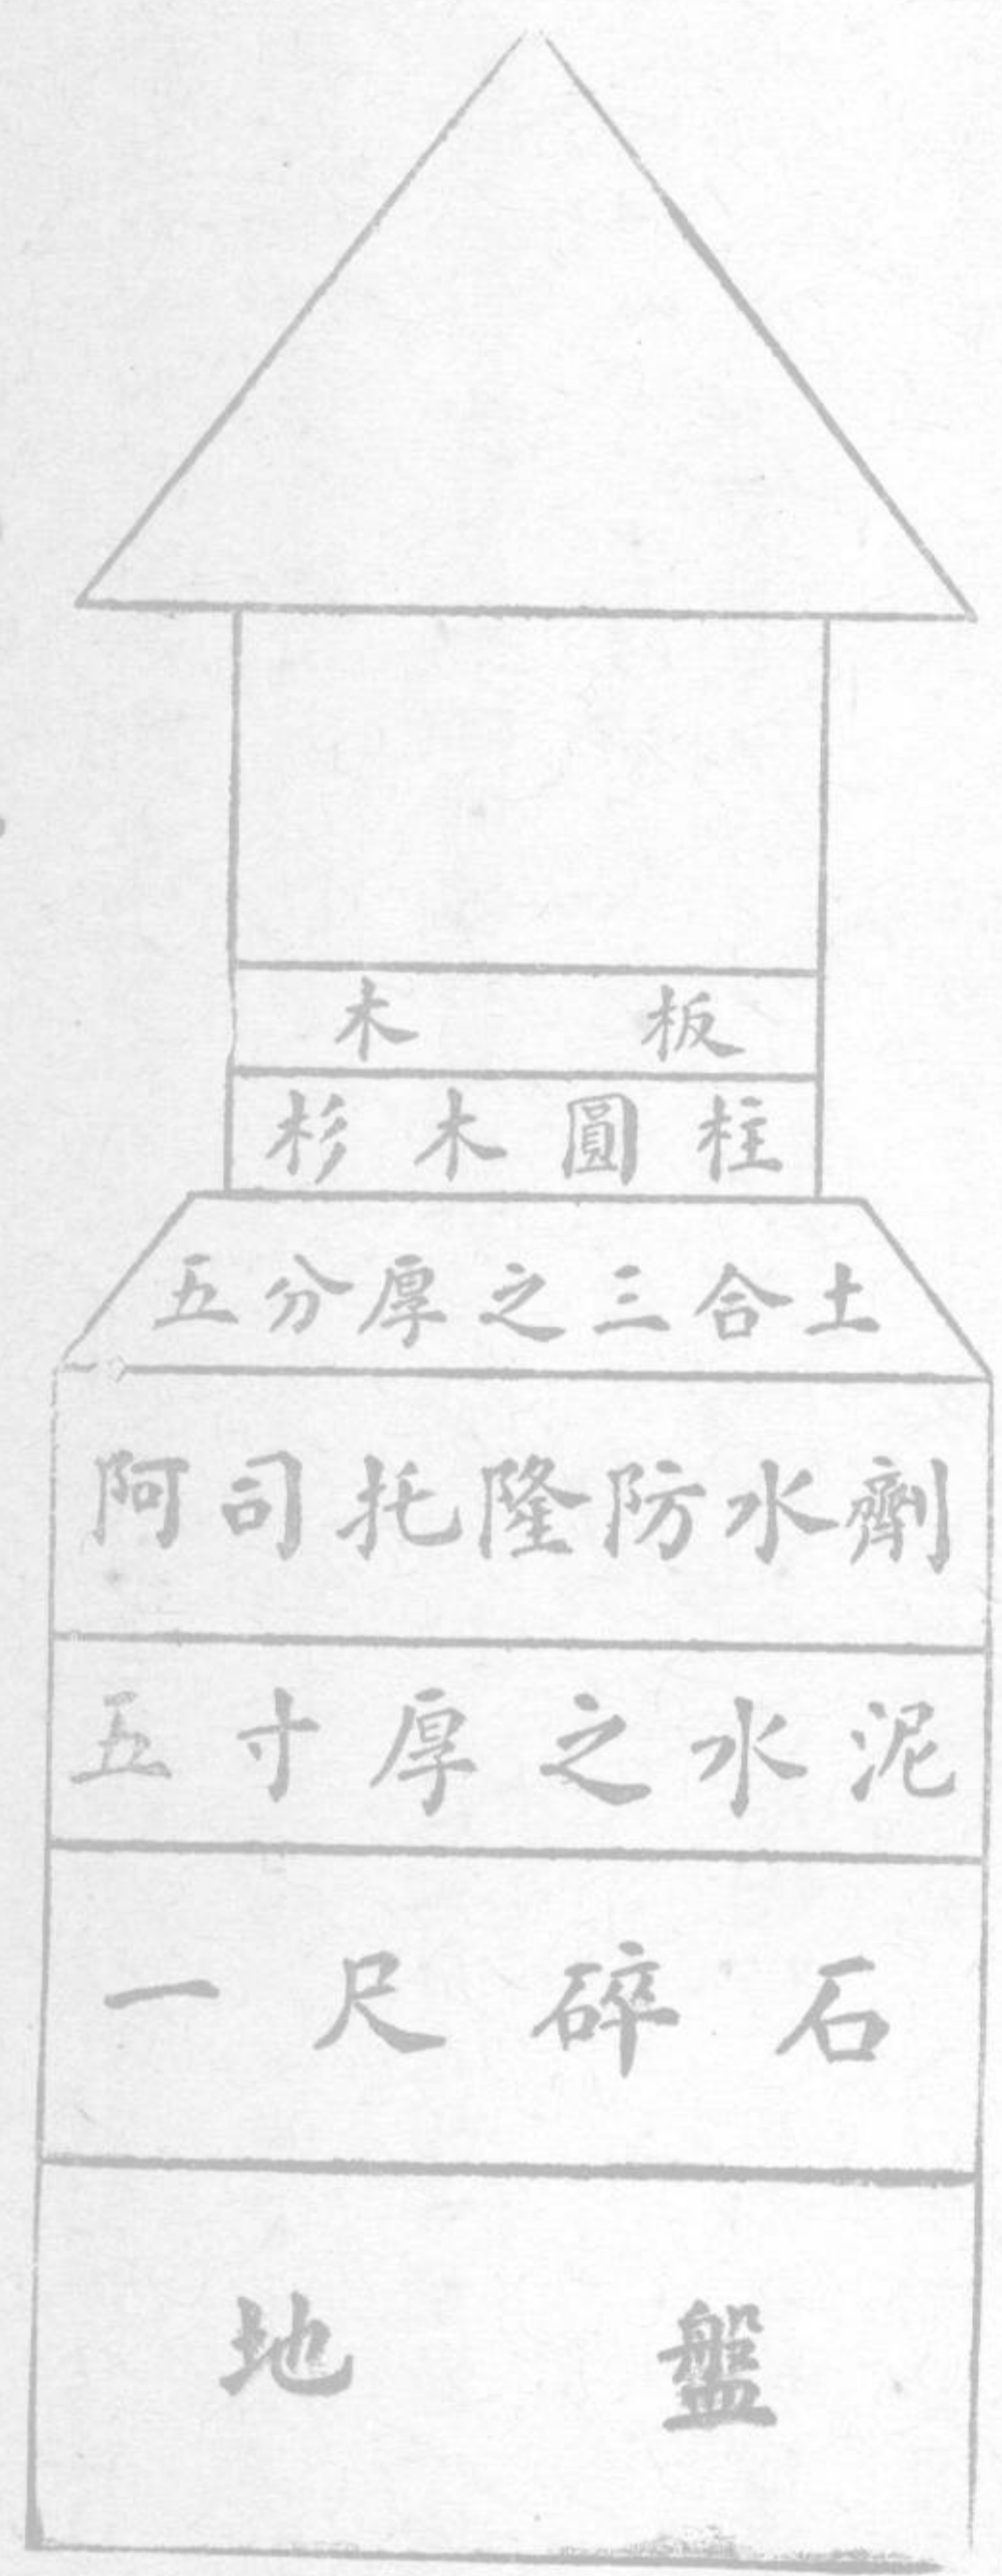 木板
杉木圓柱
五分厚之三合土
阿司托隆防水劑
五寸厚之水泥
一尺碎石
地盤